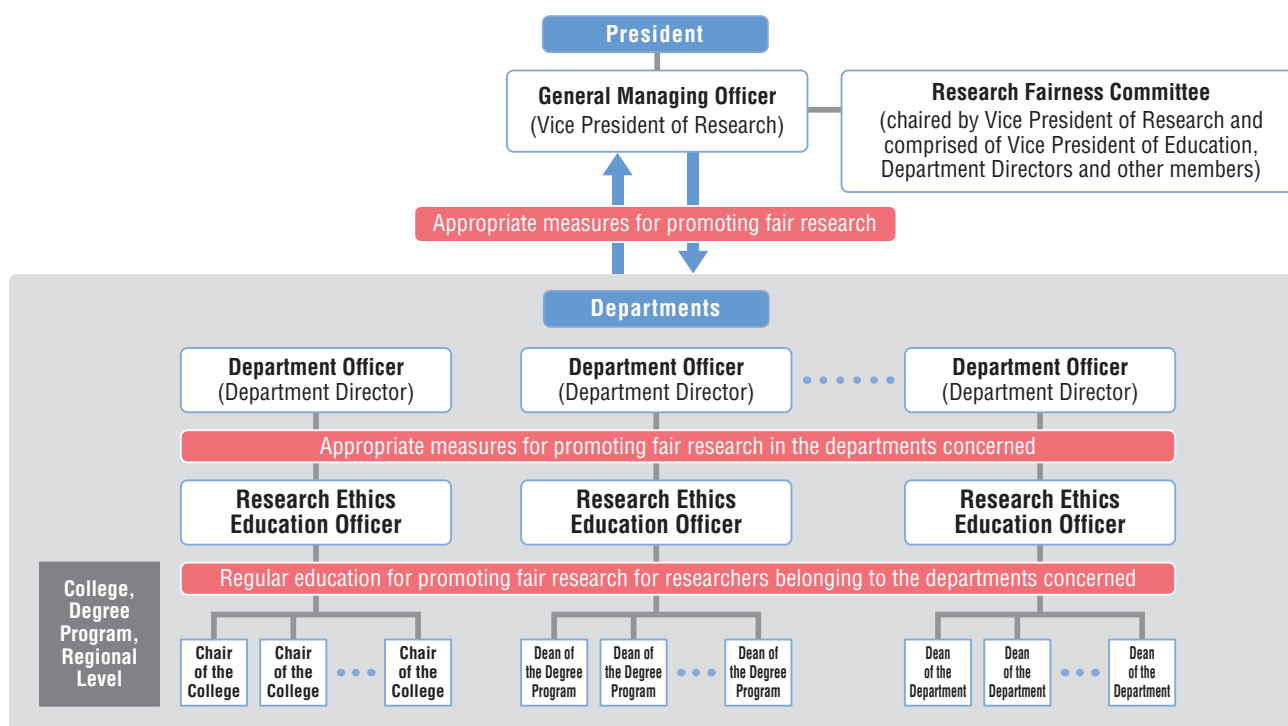 President
General Managing Officer
(Vice President of Research)
Research Fairness Committee
(chaired by Vice President of Research and
comprised of Vice President of Education,
Department Directors and other members)
Appropriate measures for promoting fair research
Departments
Department Officer
(Department Director)
Department Officer
(Department Director)
Department Officer
(Department Director)
Appropriate measures for promoting fair research in the departments concerned
Research Ethics
Education Officer
Research Ethics
Education Officer
Research Ethics
Education Officer
Regular education for promoting fair research for researchers belonging to the departments concerned
College,
Degree
Program,
Regional
Level
Chair
of the
College
Chair
of the
College
Chair
of the
College
Dean of
the Degree
Program
Dean of
the Degree
Program
Dean of
the Degree
Program
Dean
of the
Department
Dean
of the
Department
Dean
of the
Department